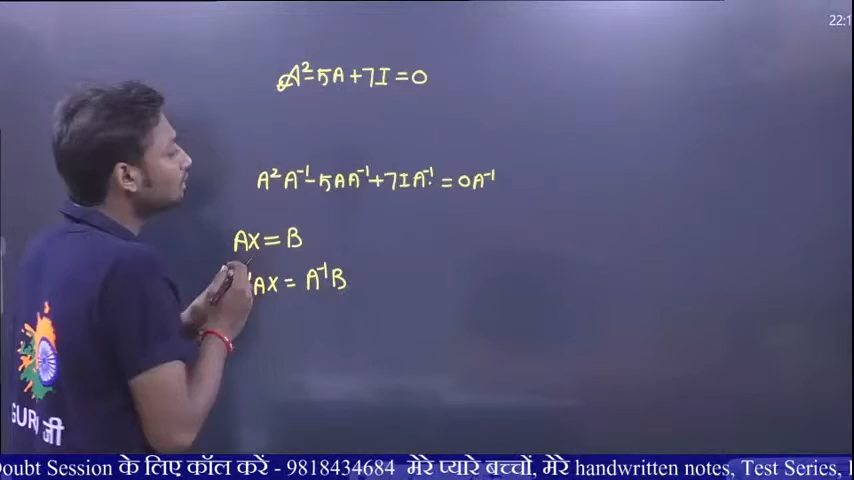 22:1
A²-5A+7I=0
A²A⁻¹-5AA⁻¹+7IA⁻¹=0A⁻¹
AX=B
AX=A⁻¹B
GURU जी
Doubt Session के लिए कॉल करें - 9818434684 मेरे प्यारे बच्चों, मेरे handwritten notes, Test Series,